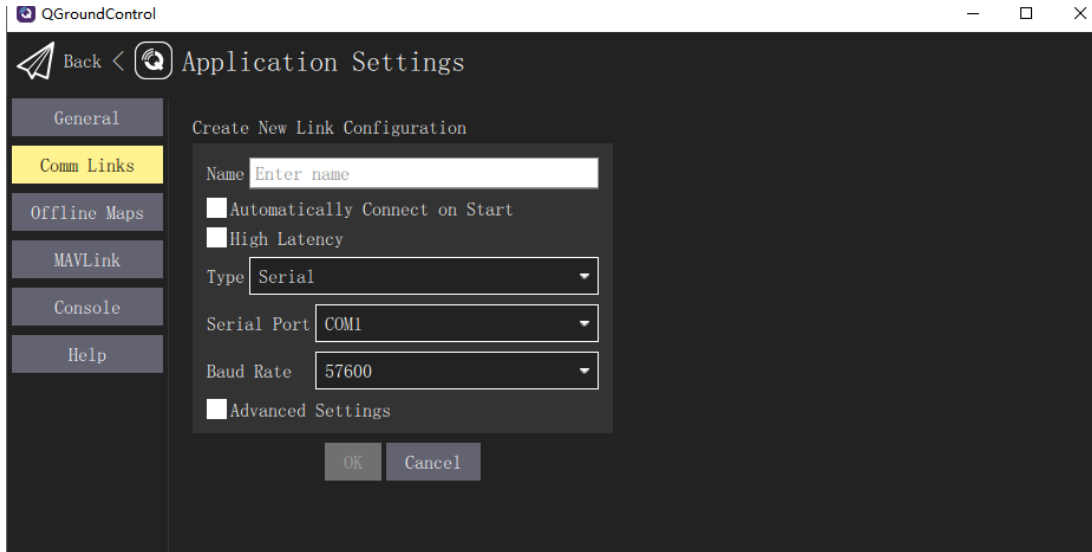 QGroundControl
Back < Application Settings
General
Comm Links
Offline Maps
MAVLink
Console
Help
Create New Link Configuration
Name Enter name
Automatically Connect on Start
High Latency
Type Serial
Serial Port COM1
Baud Rate 57600
Advanced Settings
OK Cancel